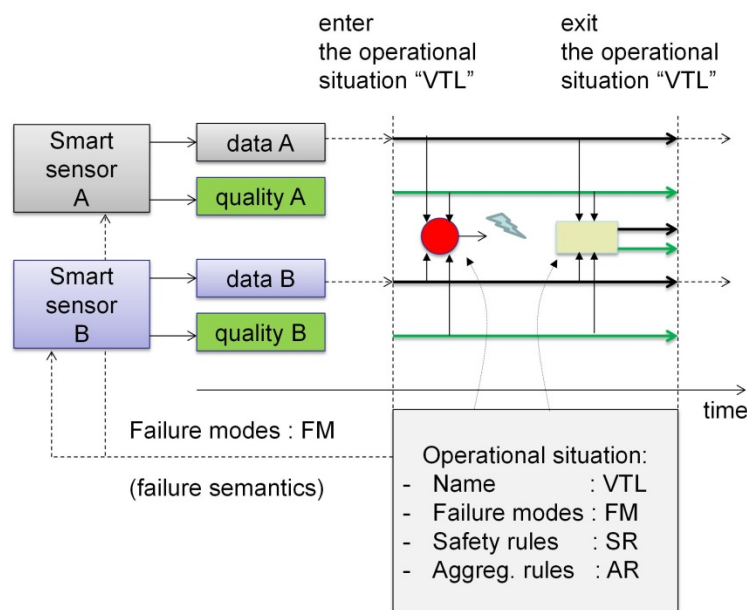 enter
the operational
situation “VTL”
exit
the operational
situation “VTL”
Smart
sensor
A
data A
quality A
Smart
sensor
B
data B
quality B
time
Failure modes : FM
(failure semantics)
Operational situation:
- Name : VTL
- Failure modes : FM
- Safety rules : SR
- Aggreg. rules : AR